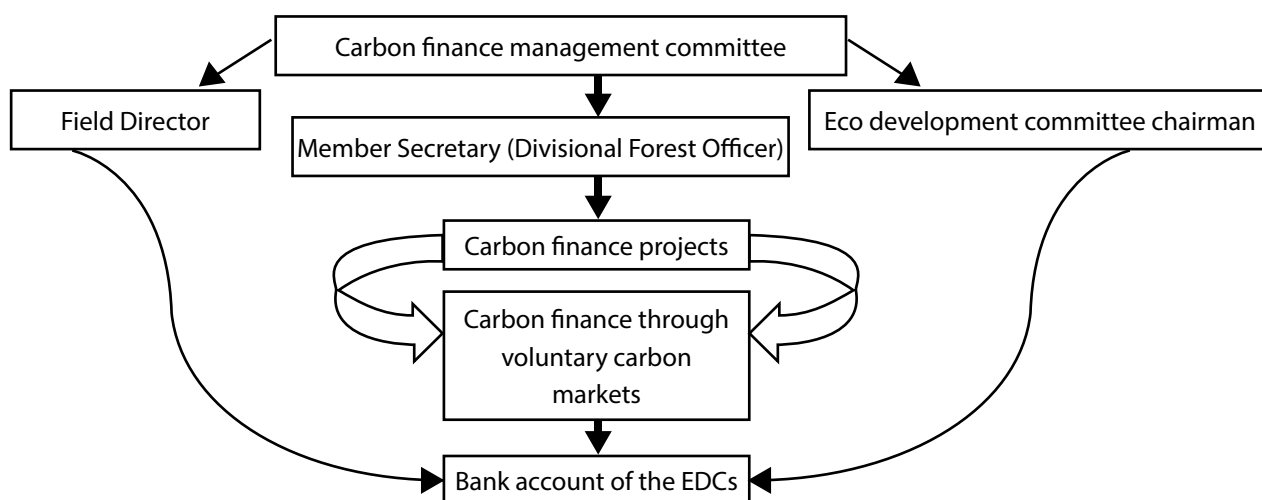 Carbon finance management committee
Field Director
Eco development committee chairman
Member Secretary (Divisional Forest Officer)
Carbon finance projects
Carbon finance through
voluntary carbon
markets
Bank account of the EDCs